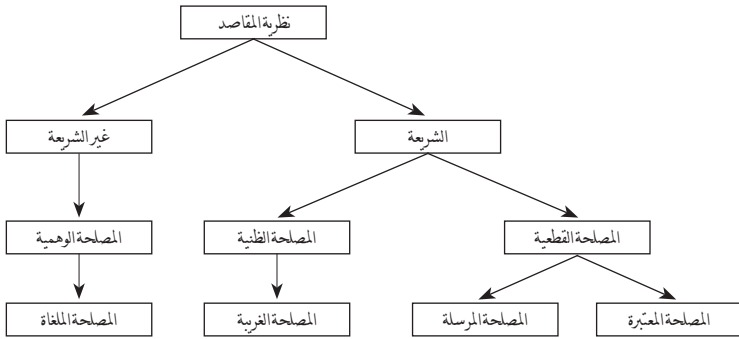 نظرية المقاصد
الشريعة
غير الشريعة
المصلحة القطعية
المصلحة الظنية
المصلحة الوهمية
المصلحة المعتبرة
المصلحة المرسلة
المصلحة الغريبة
المصلحة الملغاة